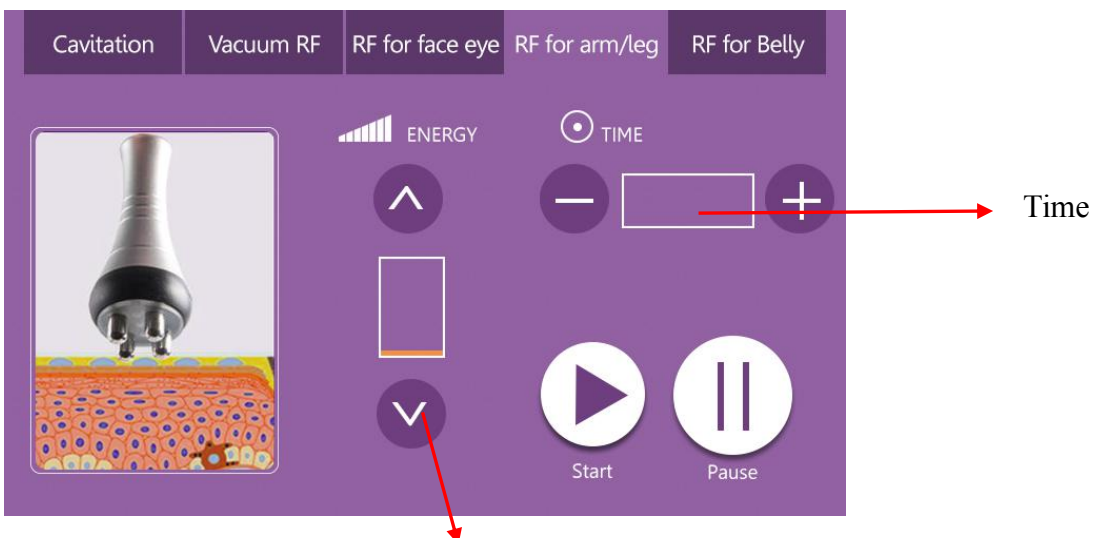 Cavitation
Vacuum RF
RF for face eye
RF for arm/leg
RF for Belly
ENERGY
TIME
Time
Start
Pause